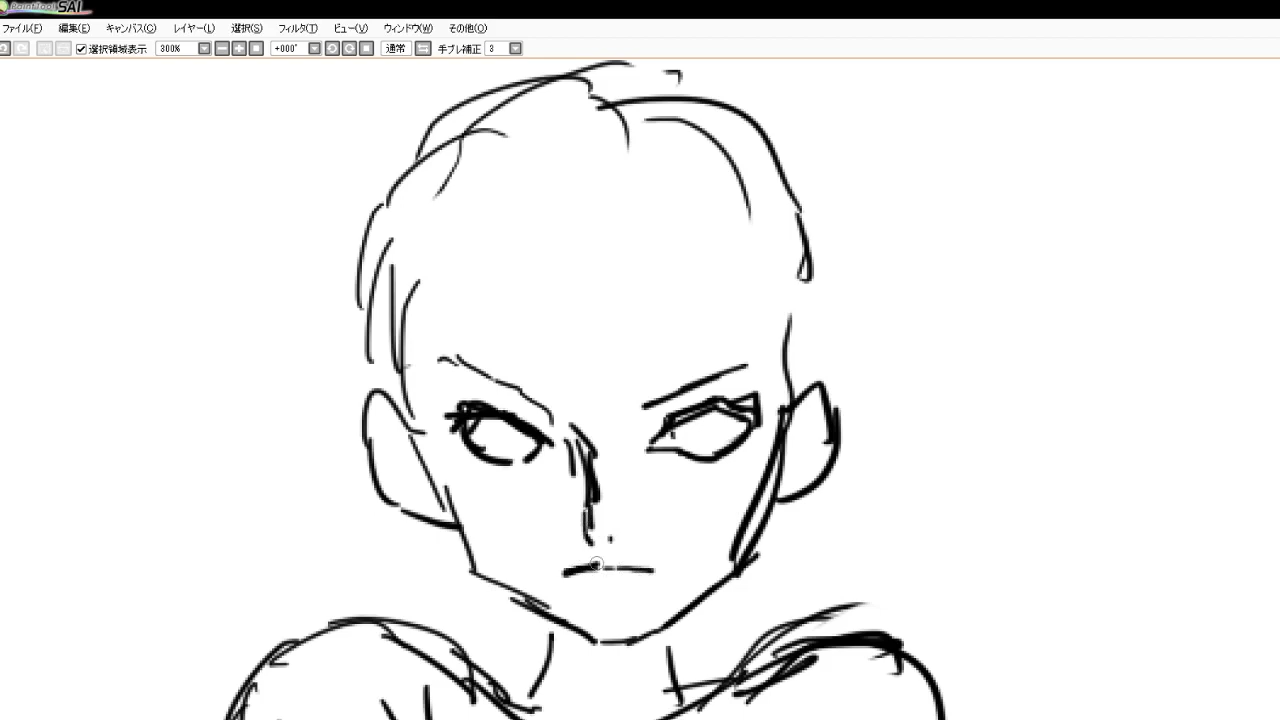 PaintTool SAI
ファイル(F) 編集(E) キャンバス(C) レイヤー(L) 選択(S) フィルタ(T) ビュー(V) ウィンドウ(W) その他(O)
選択領域表示 300% +000° 通常 手ブレ補正 3